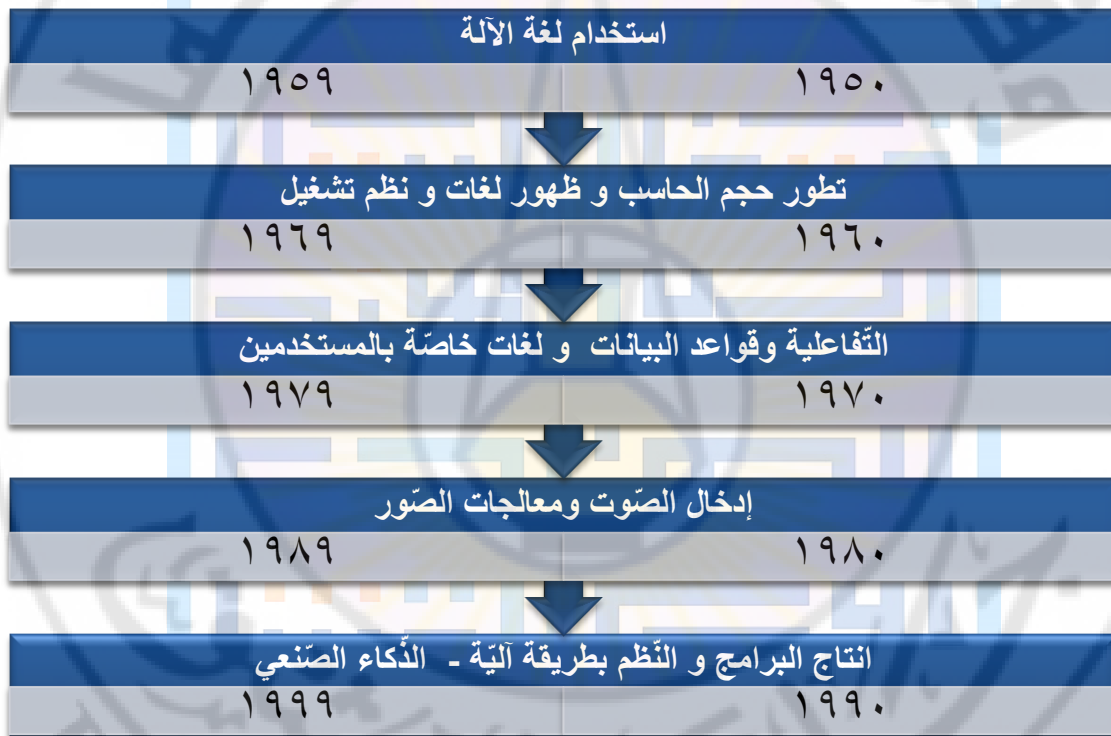 استخدام لغة الآلة
١٩٥٠ ١٩٥٩
تطور حجم الحاسب و ظهور لغات و نظم تشغيل
١٩٦٠ ١٩٦٩
التّفاعلية وقواعد البيانات و لغات خاصّة بالمستخدمين
١٩٧٠ ١٩٧٩
إدخال الصّوت ومعالجات الصّور
١٩٨٠ ١٩٨٩
انتاج البرامج و النّظم بطريقة آليّة - الذّكاء الصّنعي
١٩٩٠ ١٩٩٩